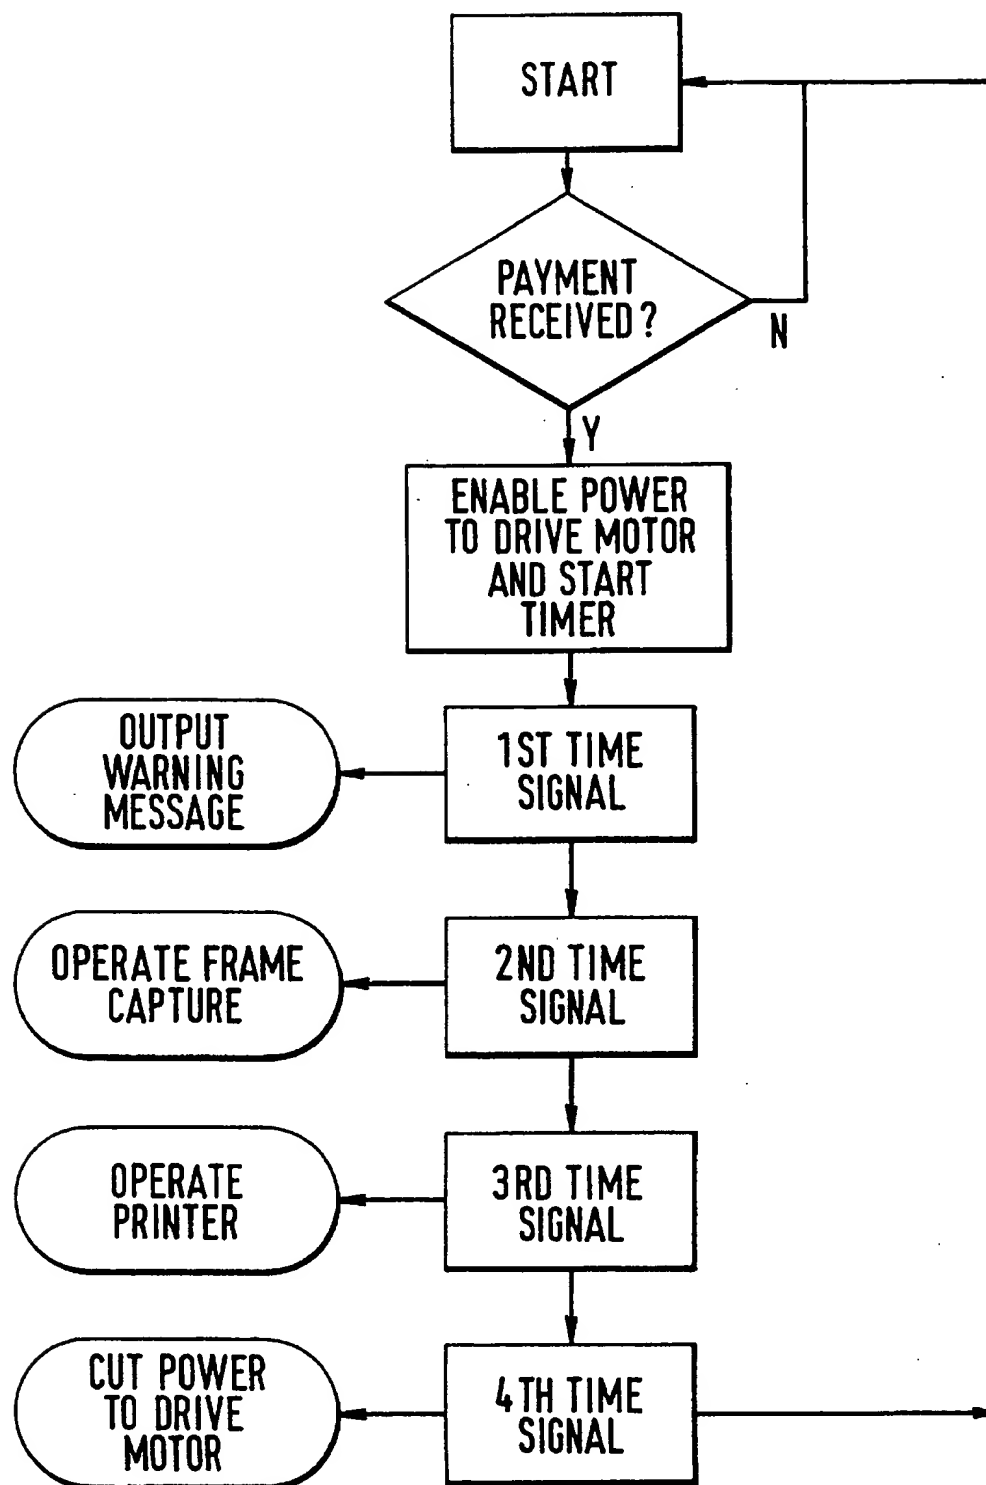 START
PAYMENT
RECEIVED?
N
Y
ENABLE POWER
TO DRIVE MOTOR
AND START
TIMER
OUTPUT
WARNING
MESSAGE
1ST TIME
SIGNAL
OPERATE FRAME
CAPTURE
2ND TIME
SIGNAL
OPERATE
PRINTER
3RD TIME
SIGNAL
CUT POWER
TO DRIVE
MOTOR
4TH TIME
SIGNAL